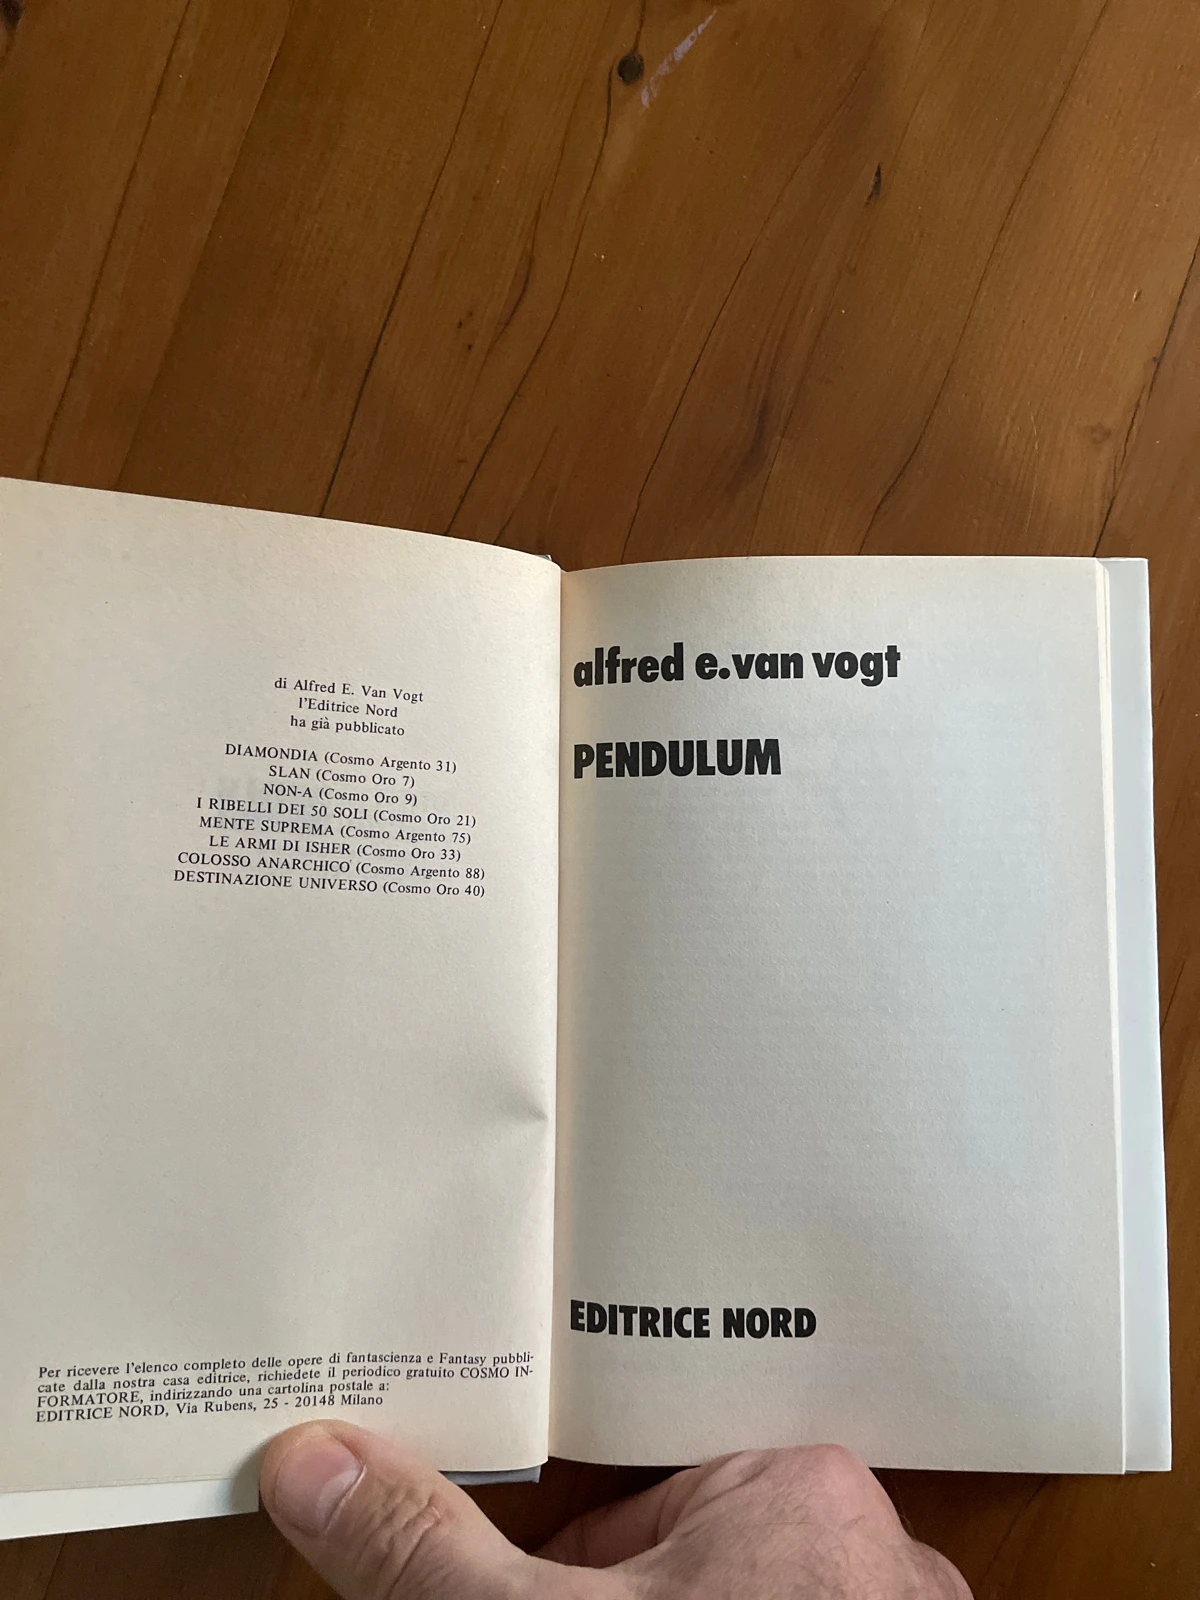 di Alfred E. Van Vogt
l'Editrice Nord
ha già pubblicato
DIAMONDIA (Cosmo Argento 31)
SLAN (Cosmo Oro 7)
NON-A (Cosmo Oro 9)
I RIBELLI DEI 50 SOLI (Cosmo Oro 21)
MENTE SUPREMA (Cosmo Argento 75)
LE ARMI DI ISHER (Cosmo Oro 33)
COLOSSO ANARCHICO (Cosmo Argento 88)
DESTINAZIONE UNIVERSO (Cosmo Oro 40)
Per ricevere l'elenco completo delle opere di fantascienza e Fantasy pubbli-
cate dalla nostra casa editrice, richiedete il periodico gratuito COSMO IN-
FORMATORE, indirizzando una cartolina postale a:
EDITRICE NORD, Via Rubens, 25 - 20148 Milano
alfred e. van vogt
PENDULUM
EDITRICE NORD